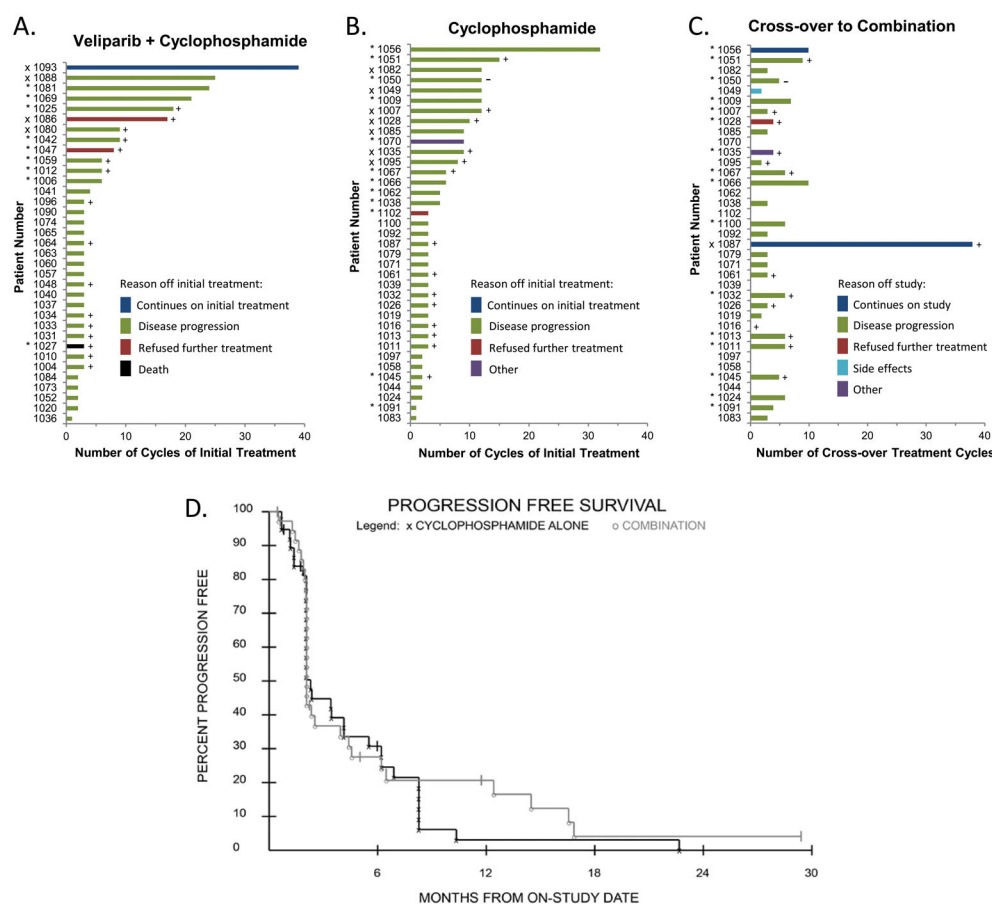 A.
Veliparib + Cyclophosphamide
Patient Number
x 1093
x 1088
* 1081
* 1069
* 1025 +
x 1086 +
x 1080 +
* 1042 +
* 1047 +
* 1059 +
* 1012 +
* 1006
1041
1096 +
1090
1074
1065
1064 +
1063
1060
1057
1048 +
1040
1037
1034 +
1033 +
1031 +
* 1027 +
1010 +
1004 +
1084
1073
1052
1020
1036
0 10 20 30 40
Number of Cycles of Initial Treatment
Reason off initial treatment:
Continues on initial treatment
Disease progression
Refused further treatment
Death
B.
Cyclophosphamide
Patient Number
* 1056
* 1051 +
x 1082
* 1050 –
x 1049
* 1009
x 1007 +
x 1028 +
x 1085
* 1070
x 1035 +
x 1095 +
* 1067 +
* 1066
* 1062
* 1038
* 1102
1100
1092
1087 +
1079
1071
1061 +
1039
1032 +
1026 +
1019
1016 +
1013 +
1011 +
1097
1058
* 1045 +
1044
1024
* 1091
1083
0 10 20 30 40
Number of Cycles of Initial Treatment
Reason off initial treatment:
Continues on initial treatment
Disease progression
Refused further treatment
Other
C.
Cross-over to Combination
Patient Number
* 1056
* 1051 +
1082
* 1050 –
1049
* 1009
* 1007 +
* 1028 +
1085
1070
* 1035 +
1095 +
* 1067 +
* 1066
1062
1038
1102
* 1100
1092
x 1087 +
1079
1071
1061 +
1039
* 1032 +
1026 +
1019
1016 +
* 1013 +
* 1011 +
1097
1058
* 1045 +
1044
* 1024
* 1091
1083
0 10 20 30 40
Number of Cross-over Treatment Cycles
Reason off study:
Continues on study
Disease progression
Refused further treatment
Side effects
Other
D.
PROGRESSION FREE SURVIVAL
Legend: x CYCLOPHOSPHAMIDE ALONE o COMBINATION
PERCENT PROGRESSION FREE
100
90
80
70
60
50
40
30
20
10
0
6 12 18 24 30
MONTHS FROM ON-STUDY DATE